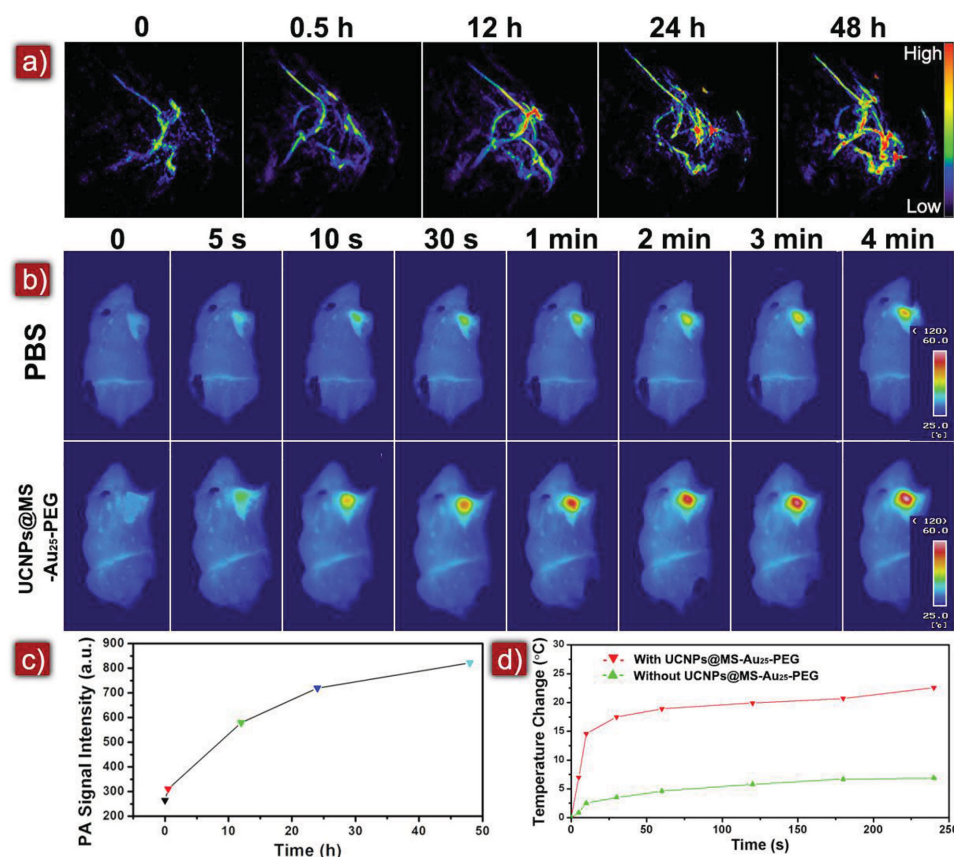 a)
0 0.5 h 12 h 24 h 48 h
High
Low
b)
0 5 s 10 s 30 s 1 min 2 min 3 min 4 min
PBS
< 120>
60.0
25.0
[℃]
UCNPs@MS
-Au₂₅-PEG
< 120>
60.0
25.0
[℃]
c)
PA Signal Intensity (a.u.)
900
800
700
600
500
400
300
200
0 10 20 30 40 50
Time (h)
d)
Temperature Change (°C)
30
25
20
15
10
5
0
With UCNPs@MS-Au₂₅-PEG
Without UCNPs@MS-Au₂₅-PEG
0 50 100 150 200 250
Time (s)